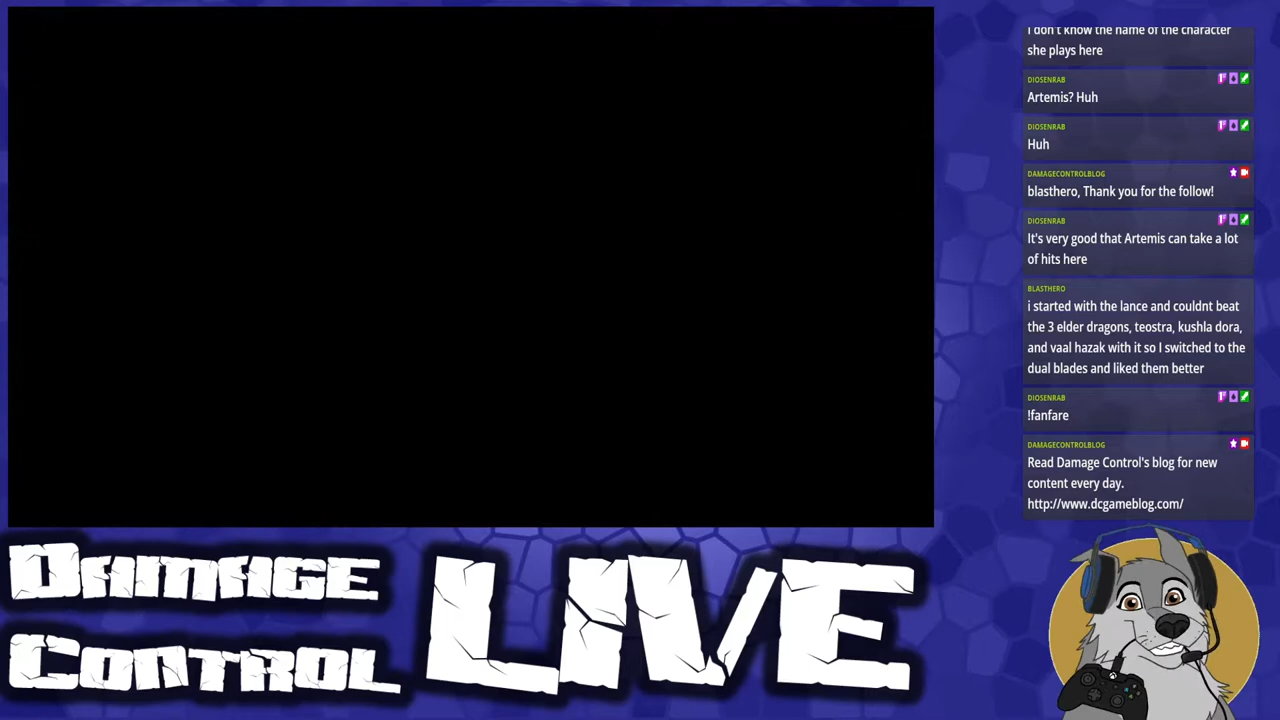 I don't know the name of the character
she plays here
DIOSENRAB
Artemis? Huh
DIOSENRAB
Huh
DAMAGECONTROLBLOG
blasthero, Thank you for the follow!
DIOSENRAB
It's very good that Artemis can take a lot
of hits here
BLASTHERO
i started with the lance and couldnt beat
the 3 elder dragons, teostra, kushla dora,
and vaal hazak with it so I switched to the
dual blades and liked them better
DIOSENRAB
!fanfare
DAMAGECONTROLBLOG
Read Damage Control's blog for new
content every day.
http://www.dcgameblog.com/
DAMAGE
CONTROL
LIVE